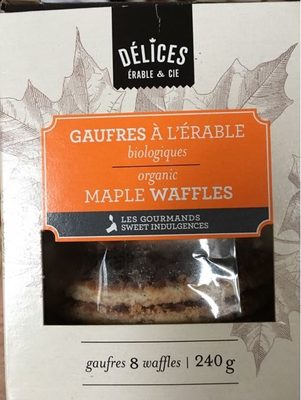 DÉLICES
ÉRABLE & CIE
GAUFRES À L'ÉRABLE
biologiques
organic
MAPLE WAFFLES
LES GOURMANDS
SWEET INDULGENCES
gaufres 8 waffles | 240 g